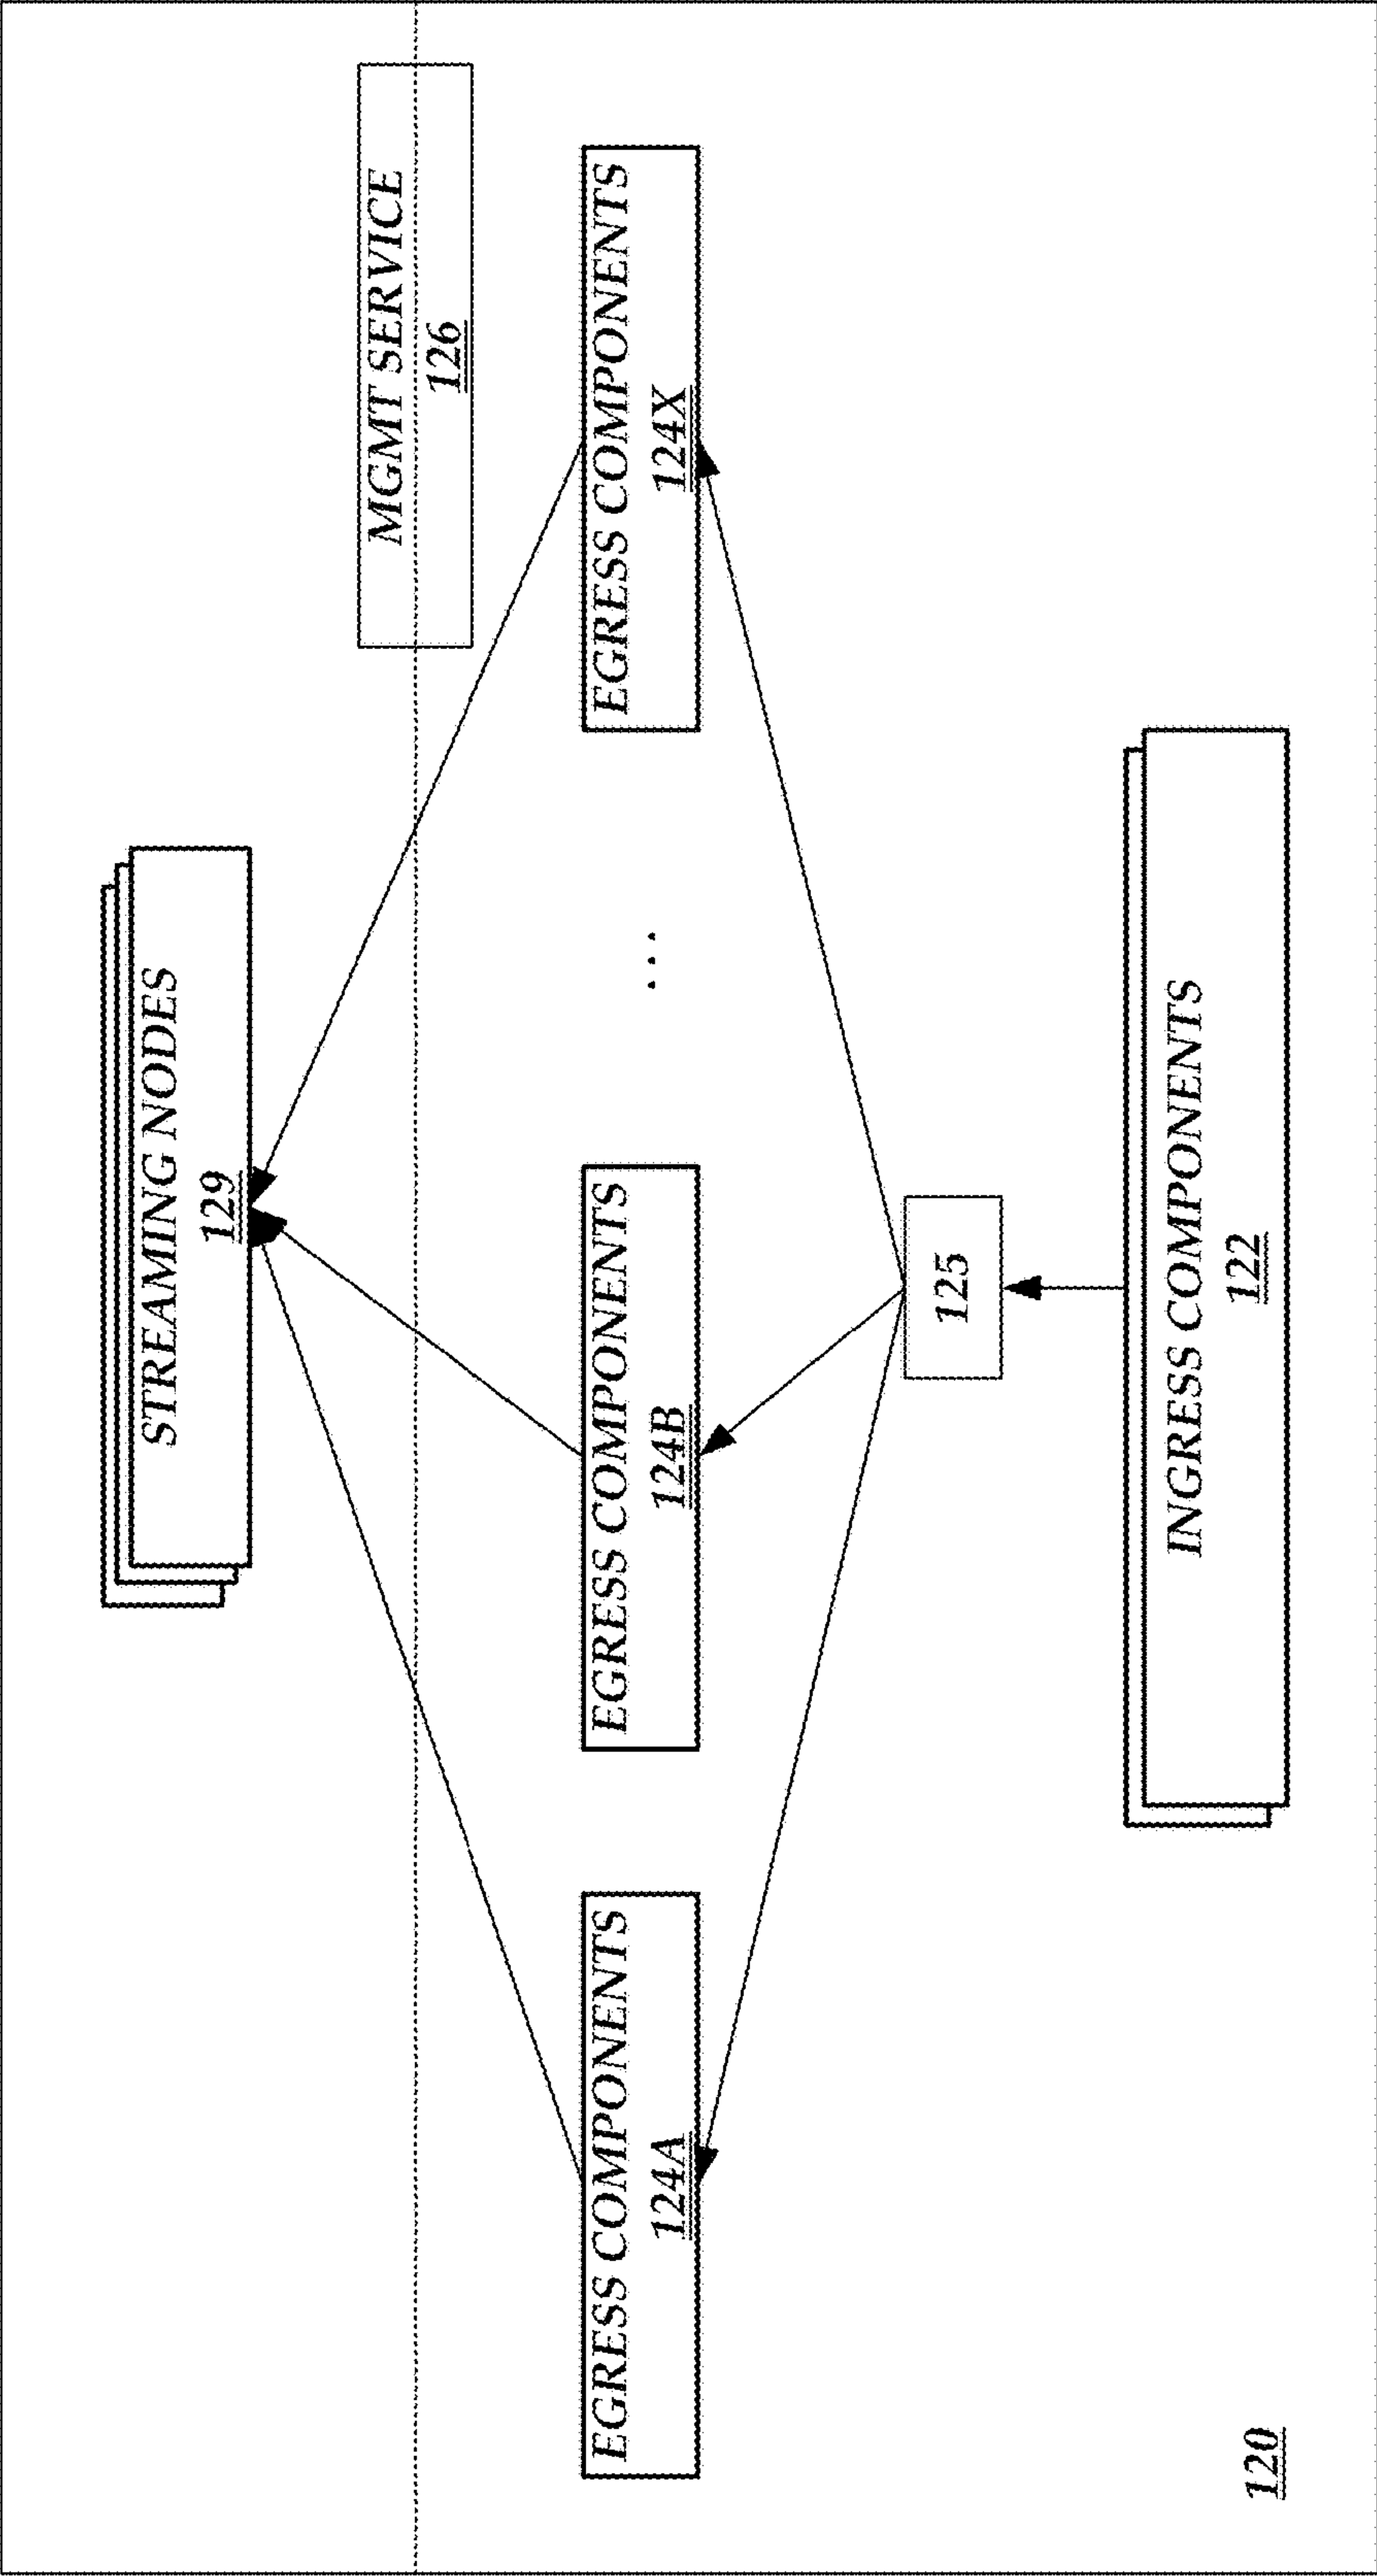 STREAMING NODES
129
MGMT SERVICE
126
EGRESS COMPONENTS
124A
EGRESS COMPONENTS
124B
...
EGRESS COMPONENTS
124X
125
INGRESS COMPONENTS
122
120